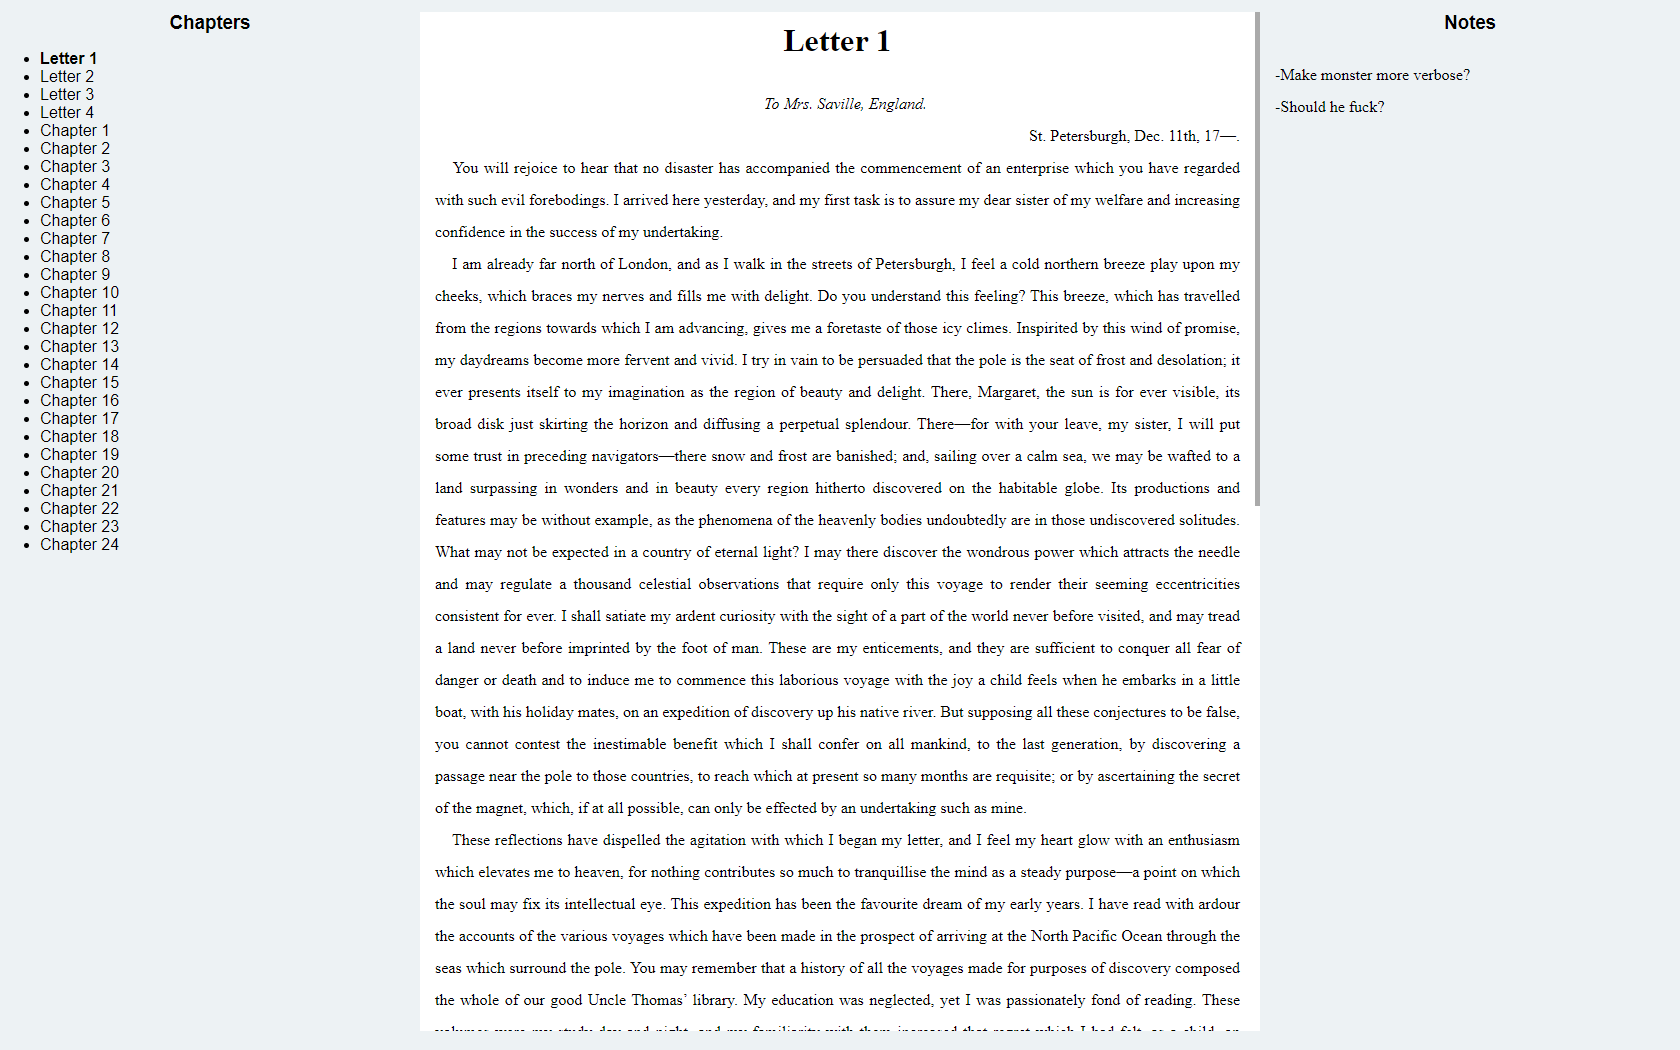 Chapters
Letter 1
Letter 2
Letter 3
Letter 4
Chapter 1
Chapter 2
Chapter 3
Chapter 4
Chapter 5
Chapter 6
Chapter 7
Chapter 8
Chapter 9
Chapter 10
Chapter 11
Chapter 12
Chapter 13
Chapter 14
Chapter 15
Chapter 16
Chapter 17
Chapter 18
Chapter 19
Chapter 20
Chapter 21
Chapter 22
Chapter 23
Chapter 24
Letter 1
To Mrs. Saville, England.
St. Petersburgh, Dec. 11th, 17—.
You will rejoice to hear that no disaster has accompanied the commencement of an enterprise which you have regarded
with such evil forebodings. I arrived here yesterday, and my first task is to assure my dear sister of my welfare and increasing
confidence in the success of my undertaking.
I am already far north of London, and as I walk in the streets of Petersburgh, I feel a cold northern breeze play upon my
cheeks, which braces my nerves and fills me with delight. Do you understand this feeling? This breeze, which has travelled
from the regions towards which I am advancing, gives me a foretaste of those icy climes. Inspirited by this wind of promise,
my daydreams become more fervent and vivid. I try in vain to be persuaded that the pole is the seat of frost and desolation; it
ever presents itself to my imagination as the region of beauty and delight. There, Margaret, the sun is for ever visible, its
broad disk just skirting the horizon and diffusing a perpetual splendour. There—for with your leave, my sister, I will put
some trust in preceding navigators—there snow and frost are banished; and, sailing over a calm sea, we may be wafted to a
land surpassing in wonders and in beauty every region hitherto discovered on the habitable globe. Its productions and
features may be without example, as the phenomena of the heavenly bodies undoubtedly are in those undiscovered solitudes.
What may not be expected in a country of eternal light? I may there discover the wondrous power which attracts the needle
and may regulate a thousand celestial observations that require only this voyage to render their seeming eccentricities
consistent for ever. I shall satiate my ardent curiosity with the sight of a part of the world never before visited, and may tread
a land never before imprinted by the foot of man. These are my enticements, and they are sufficient to conquer all fear of
danger or death and to induce me to commence this laborious voyage with the joy a child feels when he embarks in a little
boat, with his holiday mates, on an expedition of discovery up his native river. But supposing all these conjectures to be false,
you cannot contest the inestimable benefit which I shall confer on all mankind, to the last generation, by discovering a
passage near the pole to those countries, to reach which at present so many months are requisite; or by ascertaining the secret
of the magnet, which, if at all possible, can only be effected by an undertaking such as mine.
These reflections have dispelled the agitation with which I began my letter, and I feel my heart glow with an enthusiasm
which elevates me to heaven, for nothing contributes so much to tranquillise the mind as a steady purpose—a point on which
the soul may fix its intellectual eye. This expedition has been the favourite dream of my early years. I have read with ardour
the accounts of the various voyages which have been made in the prospect of arriving at the North Pacific Ocean through the
seas which surround the pole. You may remember that a history of all the voyages made for purposes of discovery composed
the whole of our good Uncle Thomas’ library. My education was neglected, yet I was passionately fond of reading. These
Notes
-Make monster more verbose?
-Should he fuck?